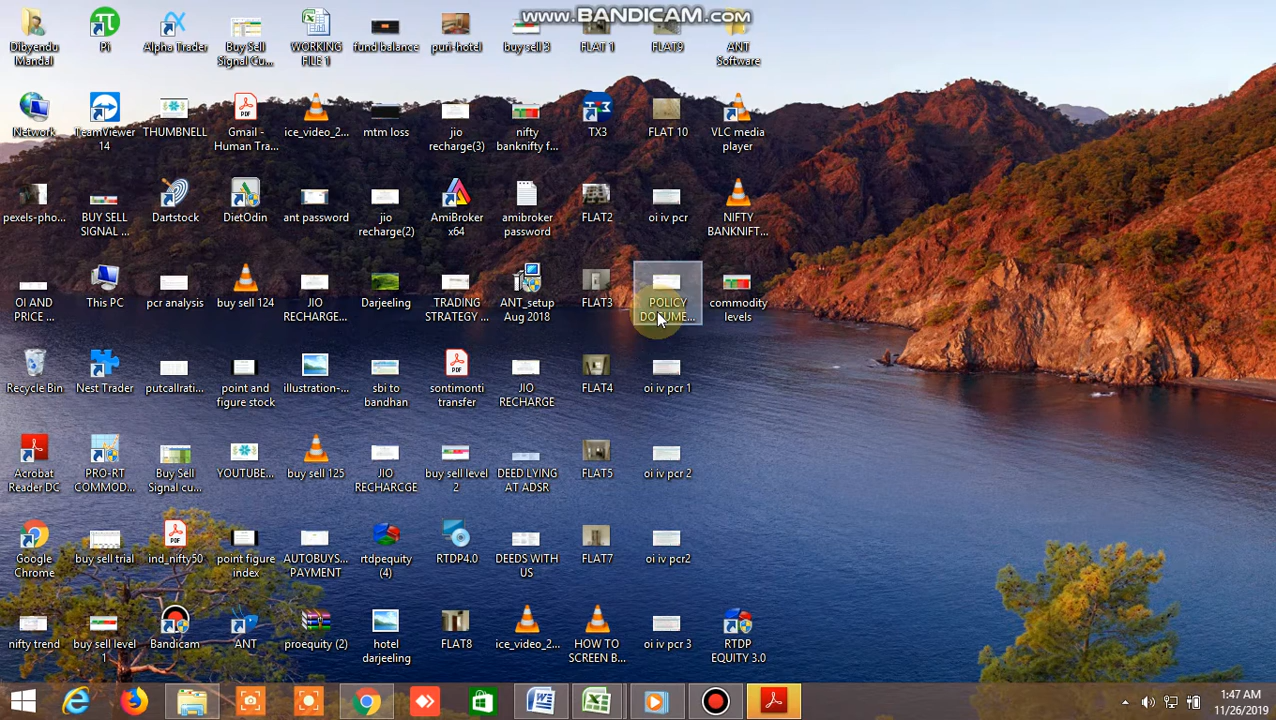 www.BANDICAM.com
Dibyendu
Mandal
Pi
Alpha Trader
Buy Sell
Signal Cu...
WORKING
FILE 1
fund balance
puri-hotel
buy sell 3
FLAT 1
FLAT9
ANT
Software
Network
TeamViewer
14
THUMBNELL
Gmail -
Human Tra...
ice_video_2...
mtm loss
jio
recharge(3)
nifty
banknifty f...
TX3
FLAT 10
VLC media
player
pexels-pho...
BUY SELL
SIGNAL ...
Dartstock
DietOdin
ant password
jio
recharge(2)
AmiBroker
x64
amibroker
password
FLAT2
oi iv pcr
NIFTY
BANKNIFT...
OI AND
PRICE ...
This PC
pcr analysis
buy sell 124
JIO
RECHARGE...
Darjeeling
TRADING
STRATEGY ...
ANT_setup
Aug 2018
FLAT3
POLICY
DOCUME...
commodity
levels
Recycle Bin
Nest Trader
putcallrati...
point and
figure stock
illustration-...
sbi to
bandhan
sontimonti
transfer
JIO
RECHARGE
FLAT4
oi iv pcr 1
Acrobat
Reader DC
PRO-RT
COMMOD...
Buy Sell
Signal cu...
YOUTUBE...
buy sell 125
JIO
RECHARCGE
buy sell level
2
DEED LYING
AT ADSR
FLAT5
oi iv pcr 2
Google
Chrome
buy sell trial
ind_nifty50
point figure
index
AUTOBUYS...
PAYMENT
rtdpequity
(4)
RTDP4.0
DEEDS WITH
US
FLAT7
oi iv pcr2
nifty trend
buy sell level
1
Bandicam
ANT
proequity (2)
hotel
darjeeling
FLAT8
ice_video_2...
HOW TO
SCREEN B...
oi iv pcr 3
RTDP
EQUITY 3.0
1:47 AM
11/26/2019